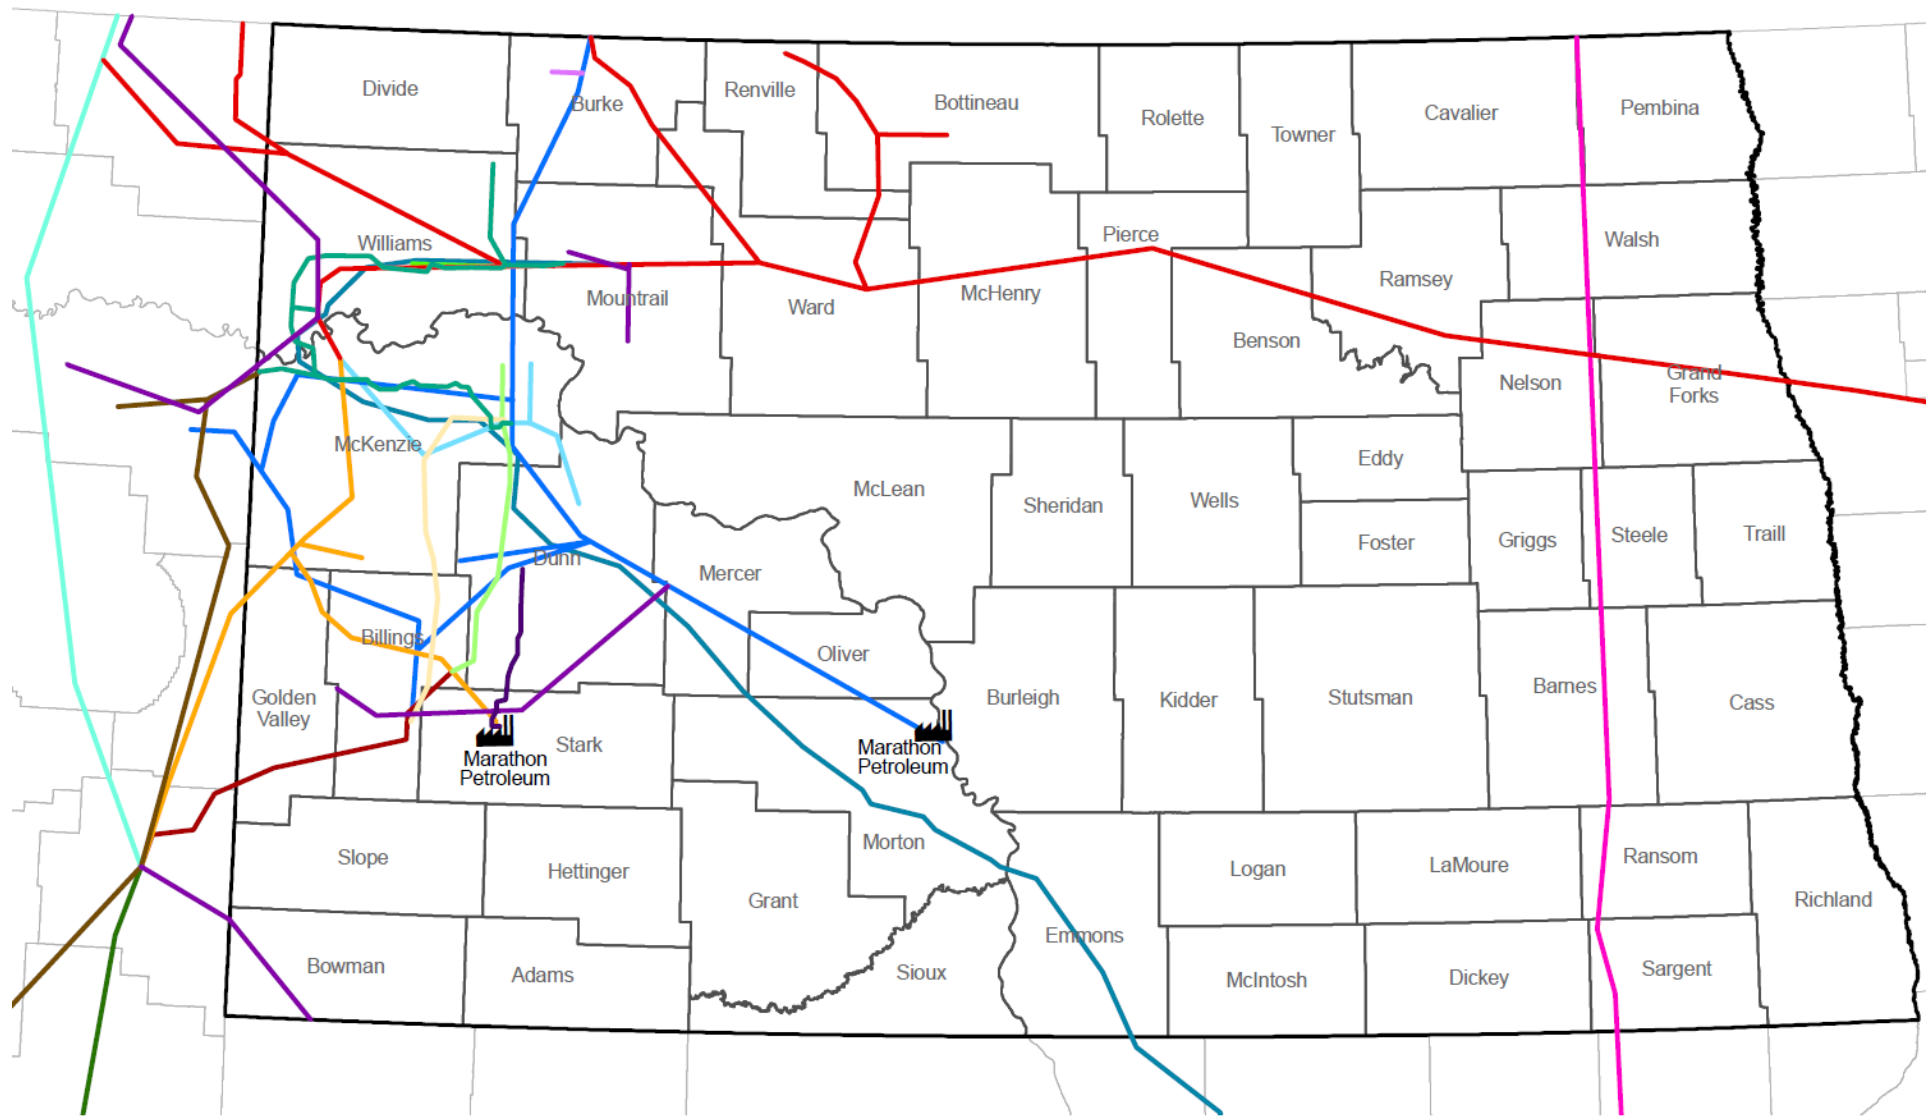 Divide
Burke
Renville
Bottineau
Rolette
Towner
Cavalier
Pembina
Williams
Mountrail
Ward
McHenry
Pierce
Benson
Ramsey
Walsh
Nelson
Grand
Forks
McKenzie
McLean
Sheridan
Wells
Eddy
Foster
Griggs
Steele
Traill
Dunn
Mercer
Billings
Oliver
Golden
Valley
Burleigh
Kidder
Stutsman
Barnes
Cass
Stark
Marathon
Petroleum
Marathon
Petroleum
Slope
Hettinger
Grant
Morton
Logan
LaMoure
Ransom
Richland
Bowman
Adams
Sioux
Emmons
McIntosh
Dickey
Sargent